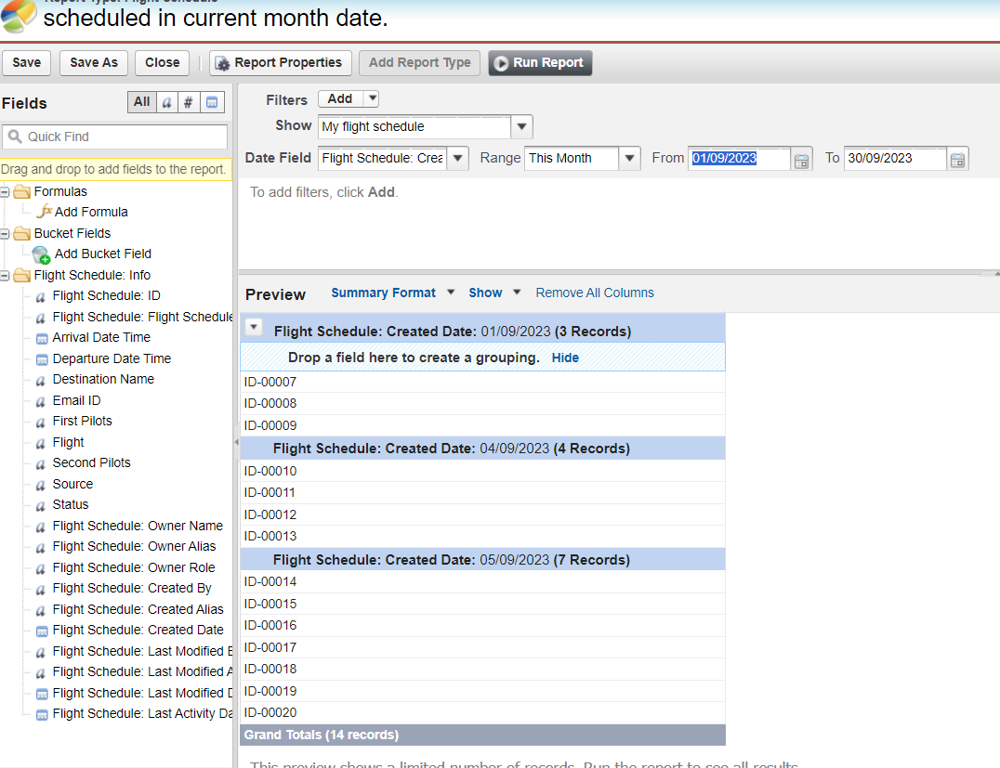 Report Type: Flight Schedule
scheduled in current month date.
Save Save As Close Report Properties Add Report Type Run Report
Fields All a #
Quick Find
Drag and drop to add fields to the report.
Formulas
Add Formula
Bucket Fields
Add Bucket Field
Flight Schedule: Info
Flight Schedule: ID
Flight Schedule: Flight Schedule
Arrival Date Time
Departure Date Time
Destination Name
Email ID
First Pilots
Flight
Second Pilots
Source
Status
Flight Schedule: Owner Name
Flight Schedule: Owner Alias
Flight Schedule: Owner Role
Flight Schedule: Created By
Flight Schedule: Created Alias
Flight Schedule: Created Date
Flight Schedule: Last Modified B
Flight Schedule: Last Modified A
Flight Schedule: Last Modified D
Flight Schedule: Last Activity Da
Filters Add
Show My flight schedule
Date Field Flight Schedule: Crea Range This Month From 01/09/2023 To 30/09/2023
To add filters, click Add.
Preview Summary Format Show Remove All Columns
Flight Schedule: Created Date: 01/09/2023 (3 Records)
Drop a field here to create a grouping. Hide
ID-00007
ID-00008
ID-00009
Flight Schedule: Created Date: 04/09/2023 (4 Records)
ID-00010
ID-00011
ID-00012
ID-00013
Flight Schedule: Created Date: 05/09/2023 (7 Records)
ID-00014
ID-00015
ID-00016
ID-00017
ID-00018
ID-00019
ID-00020
Grand Totals (14 records)
This preview shows a limited number of records. Run the report to see all results.